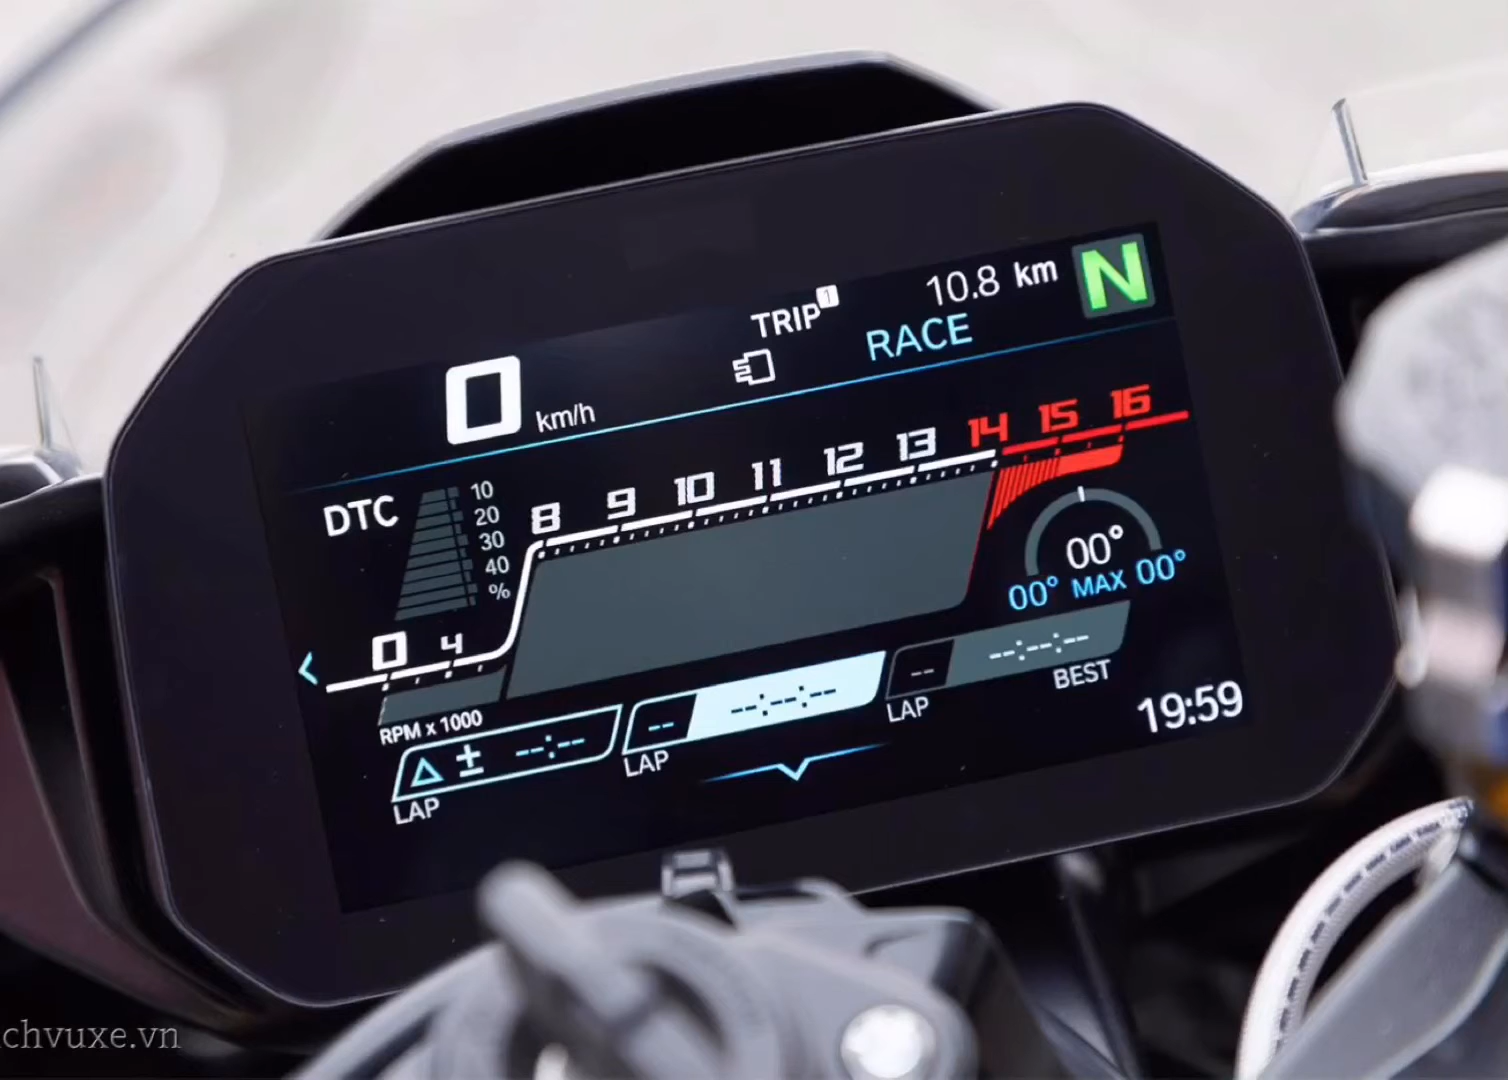 TRIP 1 10.8 km N
0 km/h RACE
DTC 10
20
30
40
%
0 4 8 9 10 11 12 13 14 15 16
00°
00° MAX 00°
RPM x 1000
± --:--
LAP
-- --:--:--
LAP
-- --:--:--
LAP BEST
19:59
chvuxe.vn